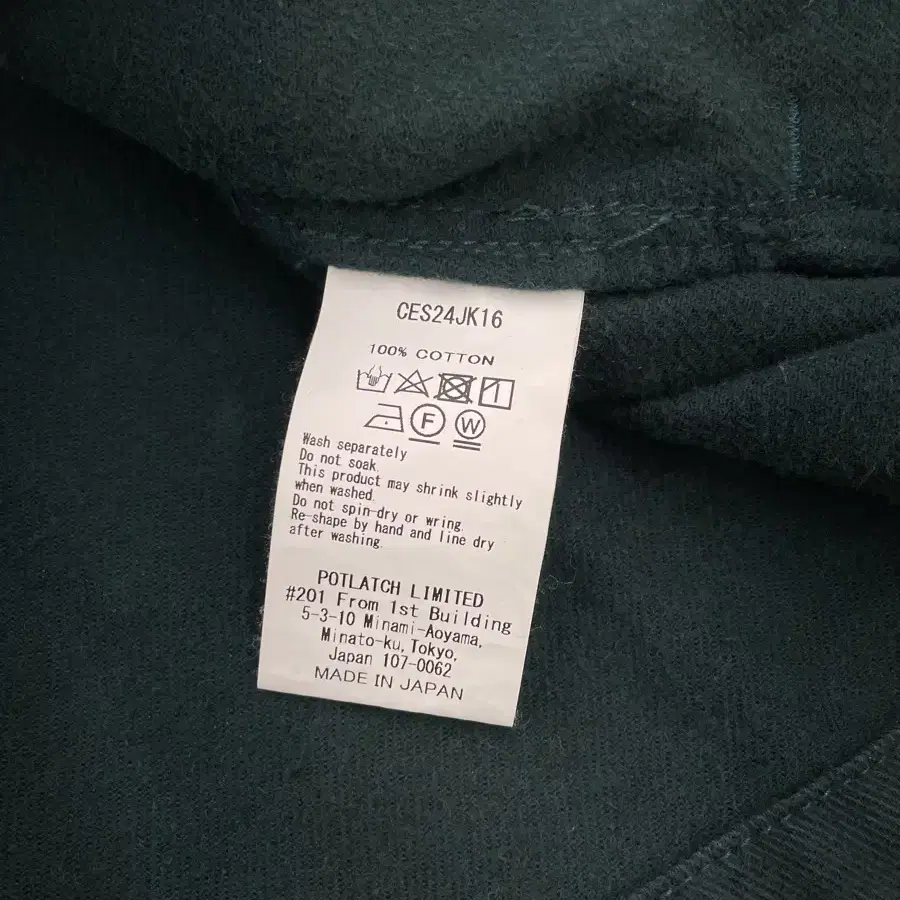 CES24JK16
100% COTTON
F W
Wash separately
Do not soak.
This product may shrink slightly
when washed.
Do not spin-dry or wring.
Re-shape by hand and line dry
after washing.
POTLATCH LIMITED
#201 From 1st Building
5-3-10 Minami-Aoyama,
Minato-ku, Tokyo,
Japan 107-0062
MADE IN JAPAN